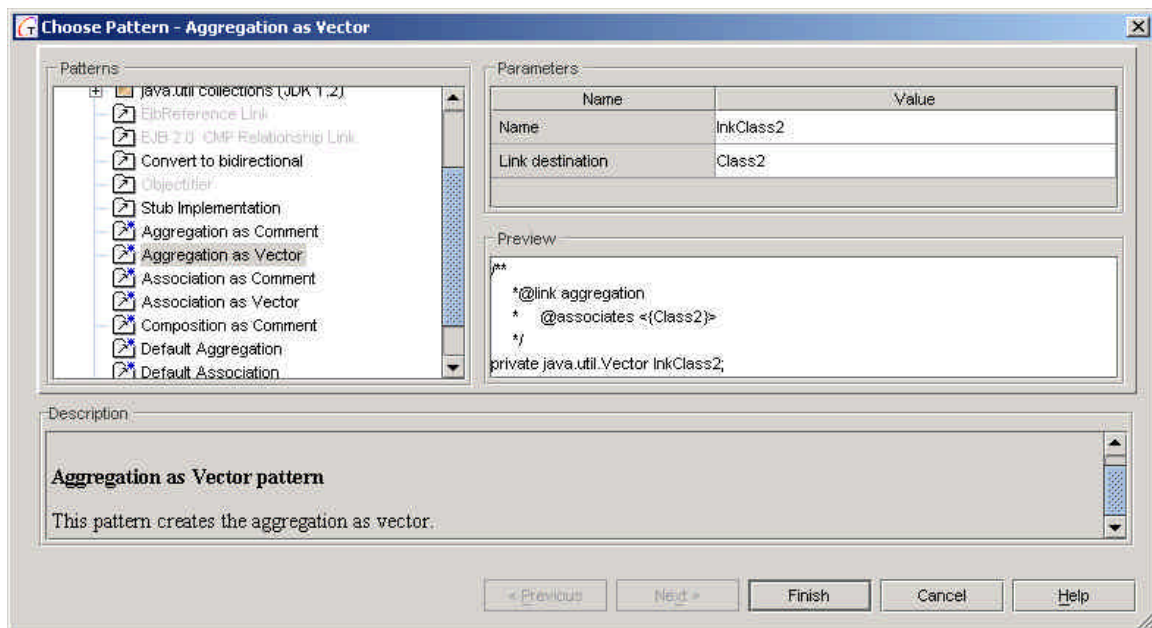 Choose Pattern - Aggregation as Vector
Patterns
java.util collections (JDK 1.2)
EjbReference Link
EJB 2.0 CMP Relationship Link
Convert to bidirectional
Objectifier
Stub Implementation
Aggregation as Comment
Aggregation as Vector
Association as Comment
Association as Vector
Composition as Comment
Default Aggregation
Default Association
Parameters
Name Value
Name lnkClass2
Link destination Class2
Preview
/**
*@link aggregation
* @associates <{Class2}>
*/
private java.util.Vector lnkClass2;
Description
Aggregation as Vector pattern
This pattern creates the aggregation as vector.
< Previous Next > Finish Cancel Help